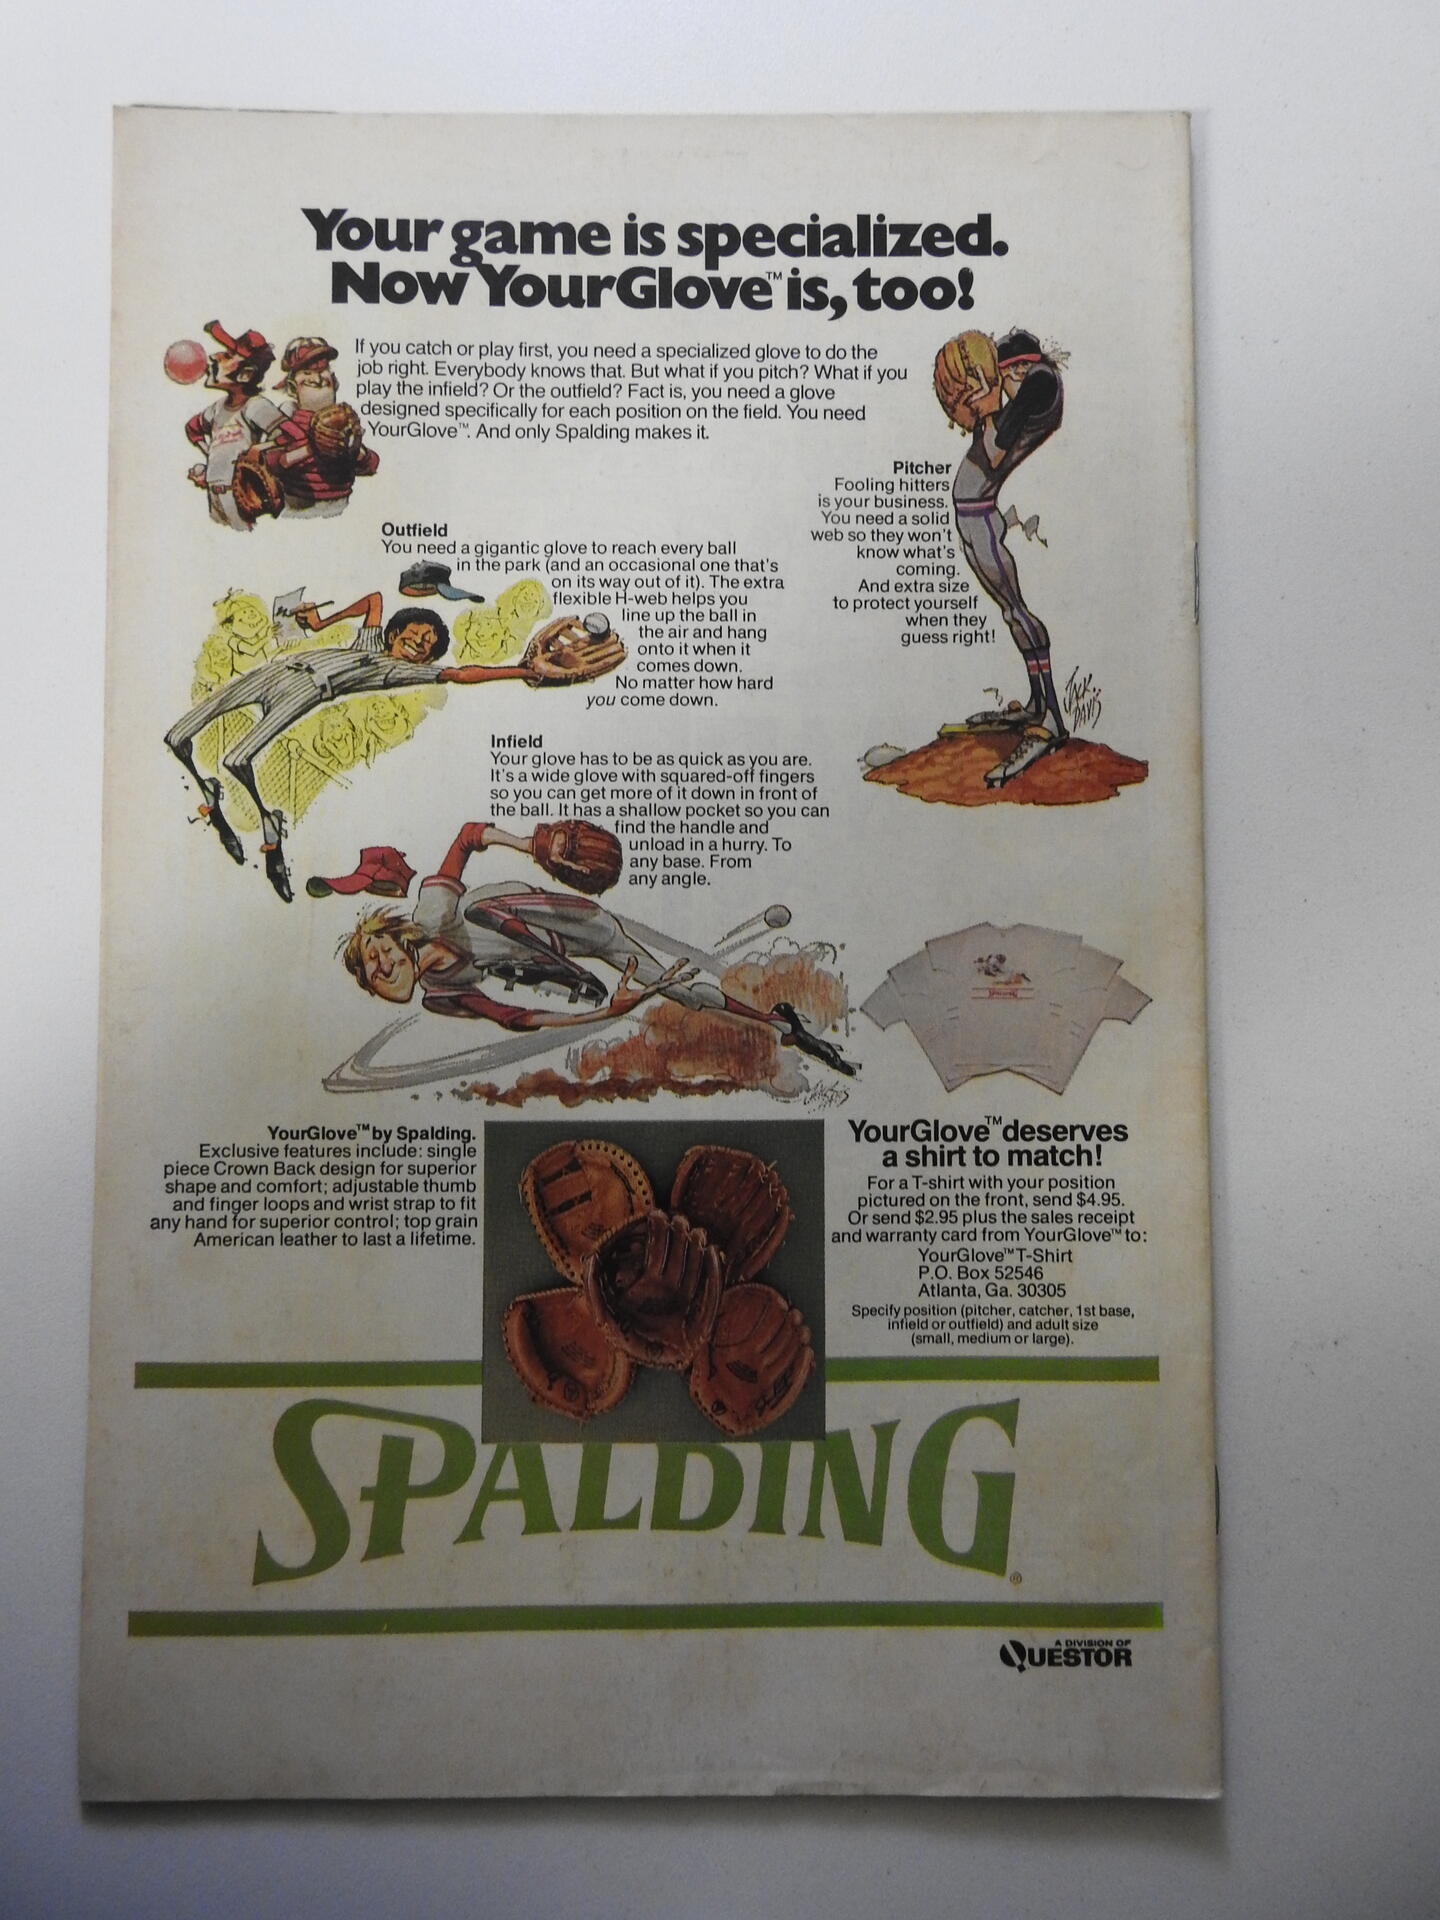 Your game is specialized.
Now YourGlove™ is, too!
If you catch or play first, you need a specialized glove to do the
job right. Everybody knows that. But what if you pitch? What if you
play the infield? Or the outfield? Fact is, you need a glove
designed specifically for each position on the field. You need
YourGlove™. And only Spalding makes it.
Pitcher
Fooling hitters
is your business.
You need a solid
web so they won't
know what's
coming.
And extra size
to protect yourself
when they
guess right!
JACK
DAVIS
Outfield
You need a gigantic glove to reach every ball
in the park (and an occasional one that's
on its way out of it). The extra
flexible H-web helps you
line up the ball in
the air and hang
onto it when it
comes down.
No matter how hard
you come down.
Infield
Your glove has to be as quick as you are.
It's a wide glove with squared-off fingers
so you can get more of it down in front of
the ball. It has a shallow pocket so you can
find the handle and
unload in a hurry. To
any base. From
any angle.
SPALDING
YourGlove™ by Spalding.
Exclusive features include: single
piece Crown Back design for superior
shape and comfort; adjustable thumb
and finger loops and wrist strap to fit
any hand for superior control; top grain
American leather to last a lifetime.
YourGlove™ deserves
a shirt to match!
For a T-shirt with your position
pictured on the front, send $4.95.
Or send $2.95 plus the sales receipt
and warranty card from YourGlove™ to:
YourGlove™ T-Shirt
P.O. Box 52546
Atlanta, Ga. 30305
Specify position (pitcher, catcher, 1st base,
infield or outfield) and adult size
(small, medium or large).
SPALDING®
A DIVISION OF
QUESTOR